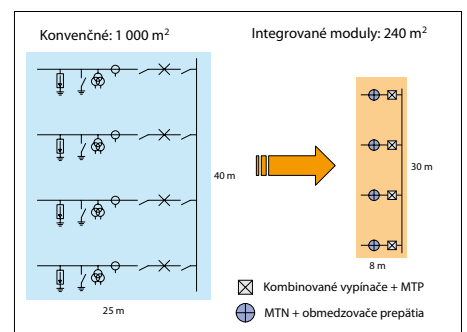 Konvenčné: 1 000 m²
Integrované moduly: 240 m²
40 m
30 m
8 m
25 m
Kombinované vypínače + MTP
MTN + obmedzovače prepätia